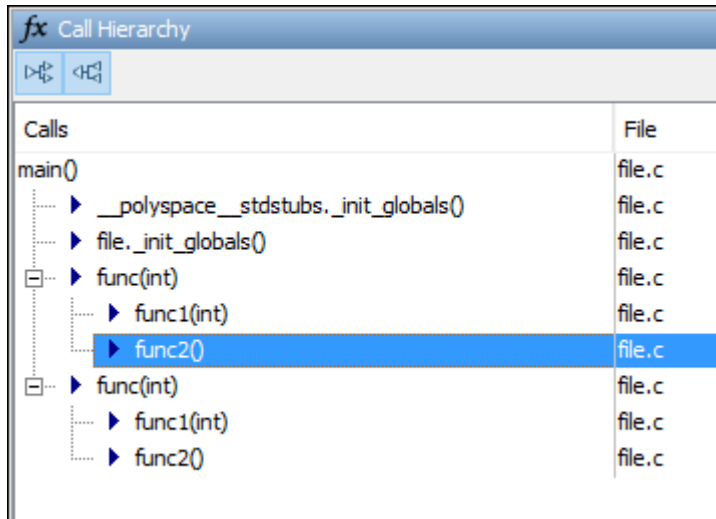 fx Call Hierarchy
Calls File
main() file.c
__polyspace__stdstubs._init_globals() file.c
file._init_globals() file.c
func(int) file.c
func1(int) file.c
func2() file.c
func(int) file.c
func1(int) file.c
func2() file.c